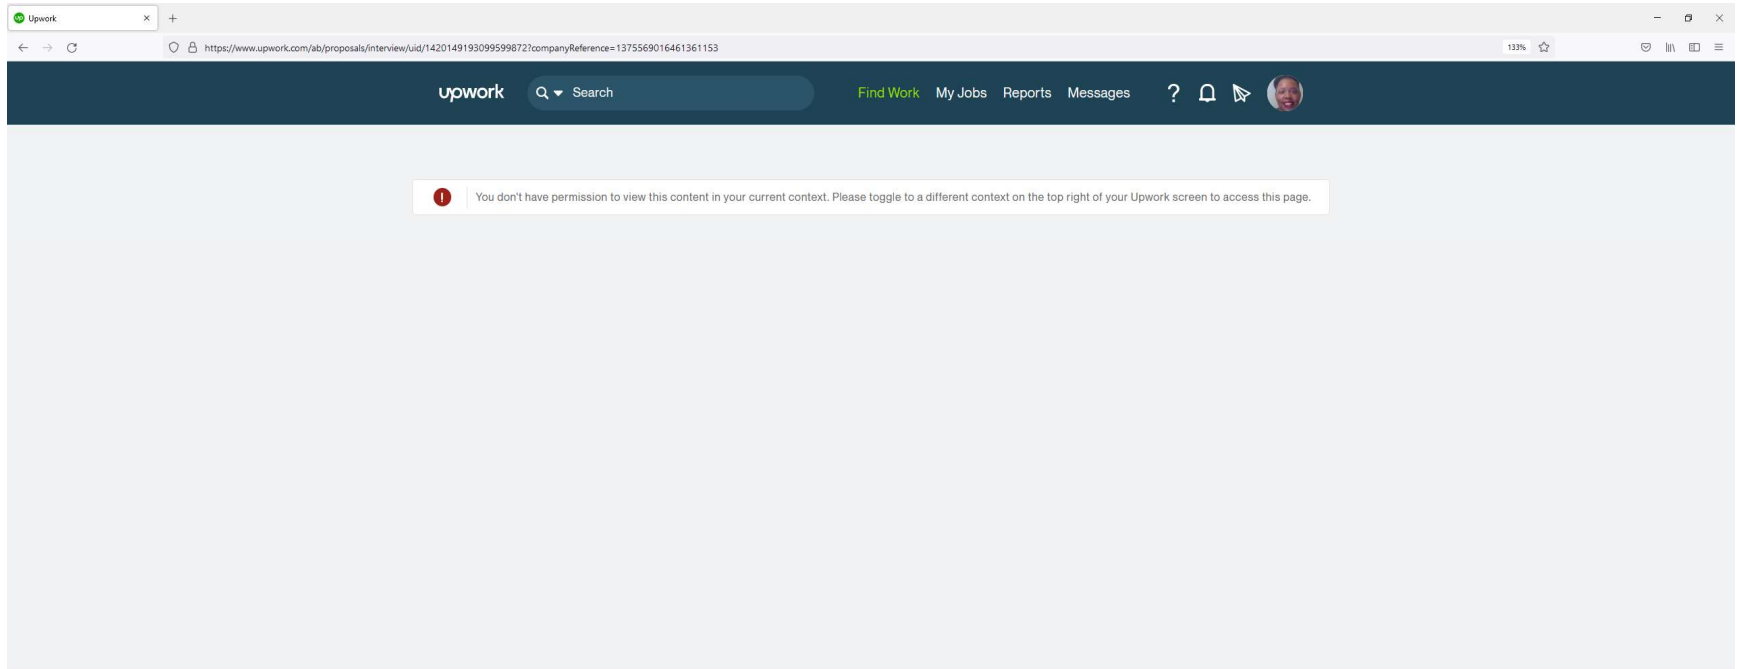 Upwork
https://www.upwork.com/ab/proposals/interview/uid/1420149193099599872?companyReference=1375569016461361153
133%
upwork Search Find Work My Jobs Reports Messages ?
You don't have permission to view this content in your current context. Please toggle to a different context on the top right of your Upwork screen to access this page.